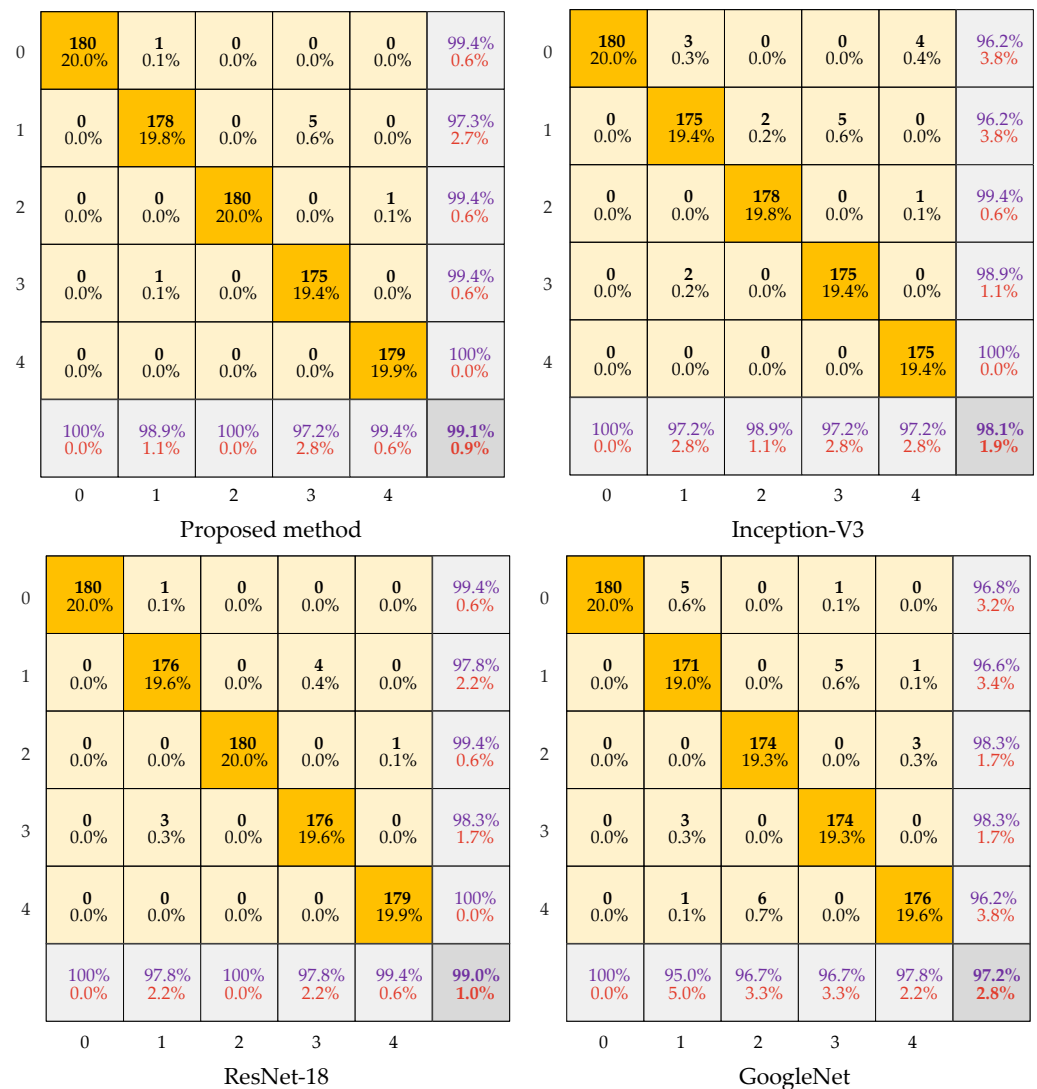 0 180 1 0 0 0 99.4%
20.0% 0.1% 0.0% 0.0% 0.0% 0.6%
1 0 178 0 5 0 97.3%
0.0% 19.8% 0.0% 0.6% 0.0% 2.7%
2 0 0 180 0 1 99.4%
0.0% 0.0% 20.0% 0.0% 0.1% 0.6%
3 0 1 0 175 0 99.4%
0.0% 0.1% 0.0% 19.4% 0.0% 0.6%
4 0 0 0 0 179 100%
0.0% 0.0% 0.0% 0.0% 19.9% 0.0%
100% 98.9% 100% 97.2% 99.4% 99.1%
0.0% 1.1% 0.0% 2.8% 0.6% 0.9%
0 1 2 3 4
Proposed method
0 180 3 0 0 4 96.2%
20.0% 0.3% 0.0% 0.0% 0.4% 3.8%
1 0 175 2 5 0 96.2%
0.0% 19.4% 0.2% 0.6% 0.0% 3.8%
2 0 0 178 0 1 99.4%
0.0% 0.0% 19.8% 0.0% 0.1% 0.6%
3 0 2 0 175 0 98.9%
0.0% 0.2% 0.0% 19.4% 0.0% 1.1%
4 0 0 0 0 175 100%
0.0% 0.0% 0.0% 0.0% 19.4% 0.0%
100% 97.2% 98.9% 97.2% 97.2% 98.1%
0.0% 2.8% 1.1% 2.8% 2.8% 1.9%
0 1 2 3 4
Inception-V3
0 180 1 0 0 0 99.4%
20.0% 0.1% 0.0% 0.0% 0.0% 0.6%
1 0 176 0 4 0 97.8%
0.0% 19.6% 0.0% 0.4% 0.0% 2.2%
2 0 0 180 0 1 99.4%
0.0% 0.0% 20.0% 0.0% 0.1% 0.6%
3 0 3 0 176 0 98.3%
0.0% 0.3% 0.0% 19.6% 0.0% 1.7%
4 0 0 0 0 179 100%
0.0% 0.0% 0.0% 0.0% 19.9% 0.0%
100% 97.8% 100% 97.8% 99.4% 99.0%
0.0% 2.2% 0.0% 2.2% 0.6% 1.0%
0 1 2 3 4
ResNet-18
0 180 5 0 1 0 96.8%
20.0% 0.6% 0.0% 0.1% 0.0% 3.2%
1 0 171 0 5 1 96.6%
0.0% 19.0% 0.0% 0.6% 0.1% 3.4%
2 0 0 174 0 3 98.3%
0.0% 0.0% 19.3% 0.0% 0.3% 1.7%
3 0 3 0 174 0 98.3%
0.0% 0.3% 0.0% 19.3% 0.0% 1.7%
4 0 1 6 0 176 96.2%
0.0% 0.1% 0.7% 0.0% 19.6% 3.8%
100% 95.0% 96.7% 96.7% 97.8% 97.2%
0.0% 5.0% 3.3% 3.3% 2.2% 2.8%
0 1 2 3 4
GoogleNet